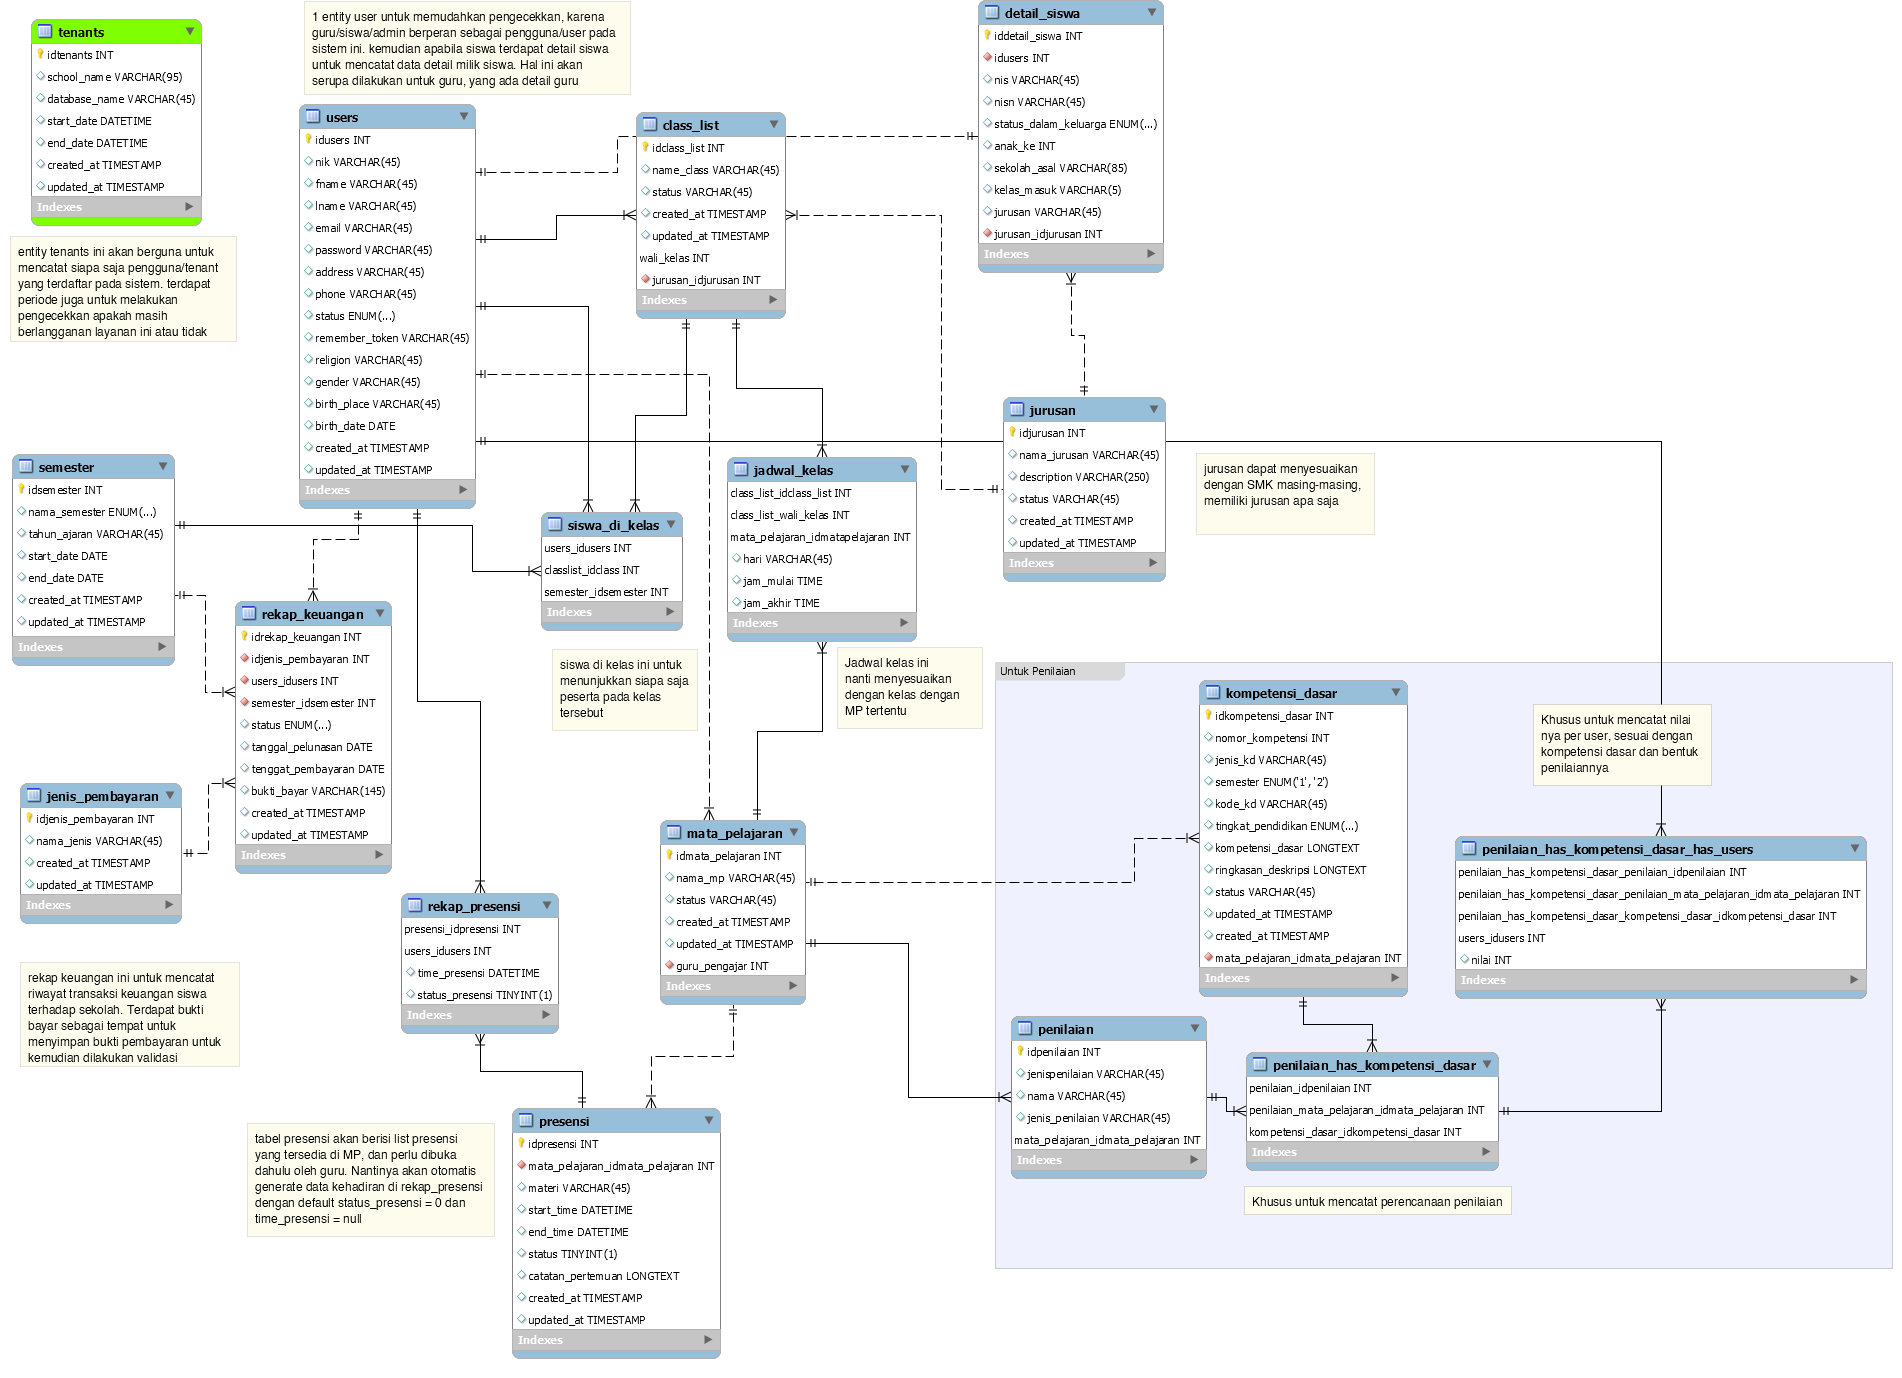 tenants
idtenants INT
school_name VARCHAR(95)
database_name VARCHAR(45)
start_date DATETIME
end_date DATETIME
created_at TIMESTAMP
updated_at TIMESTAMP
Indexes
entity tenants ini akan berguna untuk
mencatat siapa saja pengguna/tenant
yang terdaftar pada sistem. terdapat
periode juga untuk melakukan
pengecekkan apakah masih
berlangganan layanan ini atau tidak
1 entity user untuk memudahkan pengecekkan, karena
guru/siswa/admin berperan sebagai pengguna/user pada
sistem ini. kemudian apabila siswa terdapat detail siswa
untuk mencatat data detail milik siswa. Hal ini akan
serupa dilakukan untuk guru, yang ada detail guru
users
idusers INT
nik VARCHAR(45)
fname VARCHAR(45)
lname VARCHAR(45)
email VARCHAR(45)
password VARCHAR(45)
address VARCHAR(45)
phone VARCHAR(45)
status ENUM(...)
remember_token VARCHAR(45)
religion VARCHAR(45)
gender VARCHAR(45)
birth_place VARCHAR(45)
birth_date DATE
created_at TIMESTAMP
updated_at TIMESTAMP
Indexes
class_list
idclass_list INT
name_class VARCHAR(45)
status VARCHAR(45)
created_at TIMESTAMP
updated_at TIMESTAMP
wali_kelas INT
jurusan_idjurusan INT
Indexes
detail_siswa
iddetail_siswa INT
idusers INT
nis VARCHAR(45)
nisn VARCHAR(45)
status_dalam_keluarga ENUM(...)
anak_ke INT
sekolah_asal VARCHAR(85)
kelas_masuk VARCHAR(5)
jurusan VARCHAR(45)
jurusan_idjurusan INT
Indexes
jurusan
idjurusan INT
nama_jurusan VARCHAR(45)
description VARCHAR(250)
status VARCHAR(45)
created_at TIMESTAMP
updated_at TIMESTAMP
Indexes
jurusan dapat menyesuaikan
dengan SMK masing-masing,
memiliki jurusan apa saja
semester
idsemester INT
nama_semester ENUM(...)
tahun_ajaran VARCHAR(45)
start_date DATE
end_date DATE
created_at TIMESTAMP
updated_at TIMESTAMP
Indexes
rekap_keuangan
idrekap_keuangan INT
idjenis_pembayaran INT
users_idusers INT
semester_idsemester INT
status ENUM(...)
tanggal_pelunasan DATE
tenggat_pembayaran DATE
bukti_bayar VARCHAR(145)
created_at TIMESTAMP
updated_at TIMESTAMP
Indexes
siswa_di_kelas
users_idusers INT
classlist_idclass INT
semester_idsemester INT
Indexes
siswa di kelas ini untuk
menunjukkan siapa saja
peserta pada kelas
tersebut
jadwal_kelas
class_list_idclass_list INT
class_list_wali_kelas INT
mata_pelajaran_idmatapelajaran INT
hari VARCHAR(45)
jam_mulai TIME
jam_akhir TIME
Indexes
Jadwal kelas ini
nanti menyesuaikan
dengan kelas dengan
MP tertentu
jenis_pembayaran
idjenis_pembayaran INT
nama_jenis VARCHAR(45)
created_at TIMESTAMP
updated_at TIMESTAMP
Indexes
rekap keuangan ini untuk mencatat
riwayat transaksi keuangan siswa
terhadap sekolah. Terdapat bukti
bayar sebagai tempat untuk
menyimpan bukti pembayaran untuk
kemudian dilakukan validasi
rekap_presensi
presensi_idpresensi INT
users_idusers INT
time_presensi DATETIME
status_presensi TINYINT(1)
Indexes
mata_pelajaran
idmata_pelajaran INT
nama_mp VARCHAR(45)
status VARCHAR(45)
created_at TIMESTAMP
updated_at TIMESTAMP
guru_pengajar INT
Indexes
tabel presensi akan berisi list presensi
yang tersedia di MP, dan perlu dibuka
dahulu oleh guru. Nantinya akan otomatis
generate data kehadiran di rekap_presensi
dengan default status_presensi = 0 dan
time_presensi = null
presensi
idpresensi INT
mata_pelajaran_idmata_pelajaran INT
materi VARCHAR(45)
start_time DATETIME
end_time DATETIME
status TINYINT(1)
catatan_pertemuan LONGTEXT
created_at TIMESTAMP
updated_at TIMESTAMP
Indexes
Untuk Penilaian
kompetensi_dasar
idkompetensi_dasar INT
nomor_kompetensi INT
jenis_kd VARCHAR(45)
semester ENUM('1','2')
kode_kd VARCHAR(45)
tingkat_pendidikan ENUM(...)
kompetensi_dasar LONGTEXT
ringkasan_deskripsi LONGTEXT
status VARCHAR(45)
updated_at TIMESTAMP
created_at TIMESTAMP
mata_pelajaran_idmata_pelajaran INT
Indexes
Khusus untuk mencatat nilai
nya per user, sesuai dengan
kompetensi dasar dan bentuk
penilaiannya
penilaian_has_kompetensi_dasar_has_users
penilaian_has_kompetensi_dasar_penilaian_idpenilaian INT
penilaian_has_kompetensi_dasar_penilaian_mata_pelajaran_idmata_pelajaran INT
penilaian_has_kompetensi_dasar_kompetensi_dasar_idkompetensi_dasar INT
users_idusers INT
nilai INT
Indexes
penilaian
idpenilaian INT
jenispenilaian VARCHAR(45)
nama VARCHAR(45)
jenis_penilaian VARCHAR(45)
mata_pelajaran_idmata_pelajaran INT
Indexes
penilaian_has_kompetensi_dasar
penilaian_idpenilaian INT
penilaian_mata_pelajaran_idmata_pelajaran INT
kompetensi_dasar_idkompetensi_dasar INT
Indexes
Khusus untuk mencatat perencanaan penilaian